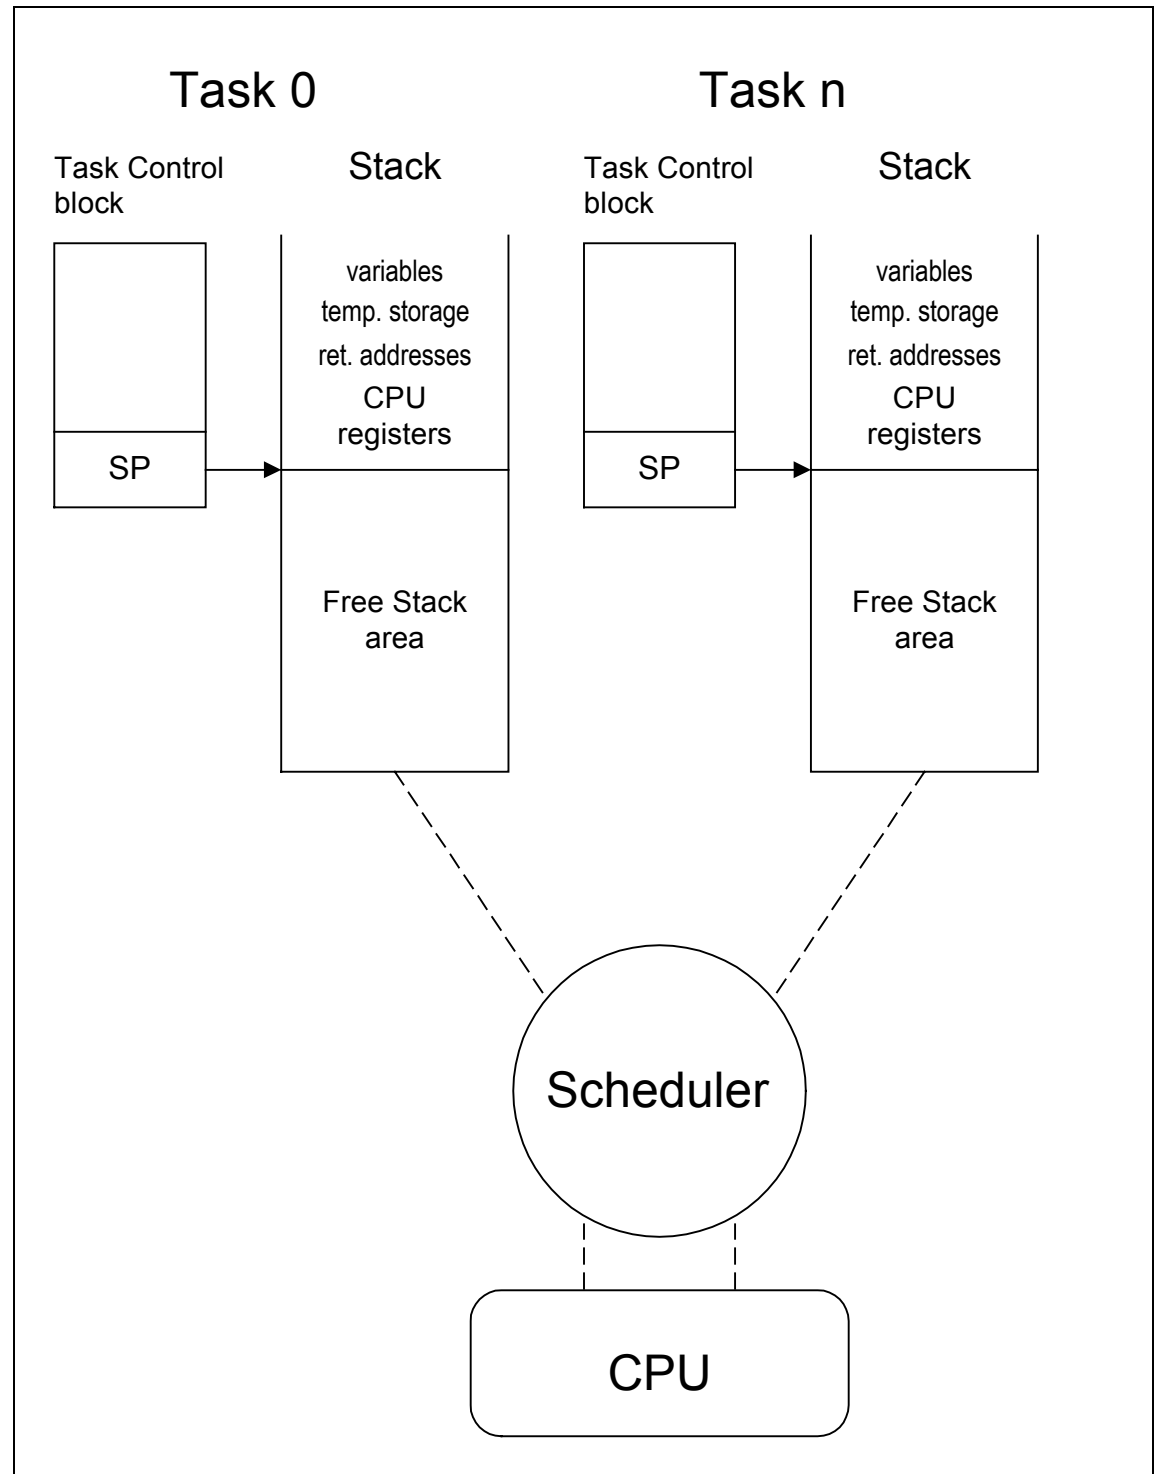 Task 0
Task n
Task Control
block
Stack
Task Control
block
Stack
variables
temp. storage
ret. addresses
CPU
registers
SP
Free Stack
area
variables
temp. storage
ret. addresses
CPU
registers
SP
Free Stack
area
Scheduler
CPU